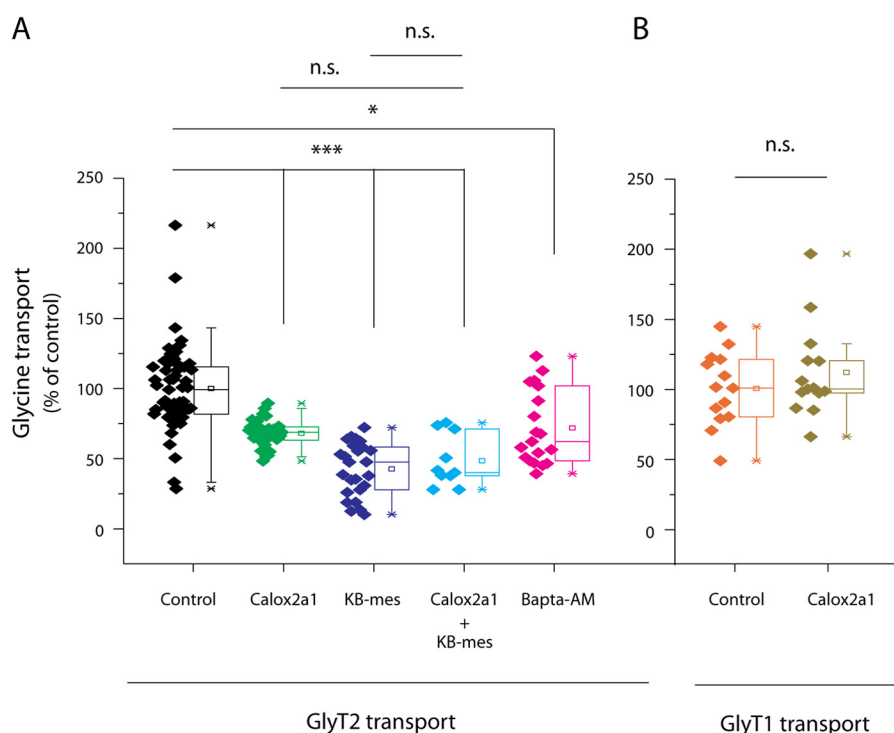 A
B
n.s.
n.s.
*
***
n.s.
Glycine transport
(% of control)
250
200
150
100
50
0
250
200
150
100
50
0
Control
Calox2a1
KB-mes
Calox2a1
+
KB-mes
Bapta-AM
Control
Calox2a1
GlyT2 transport
GlyT1 transport